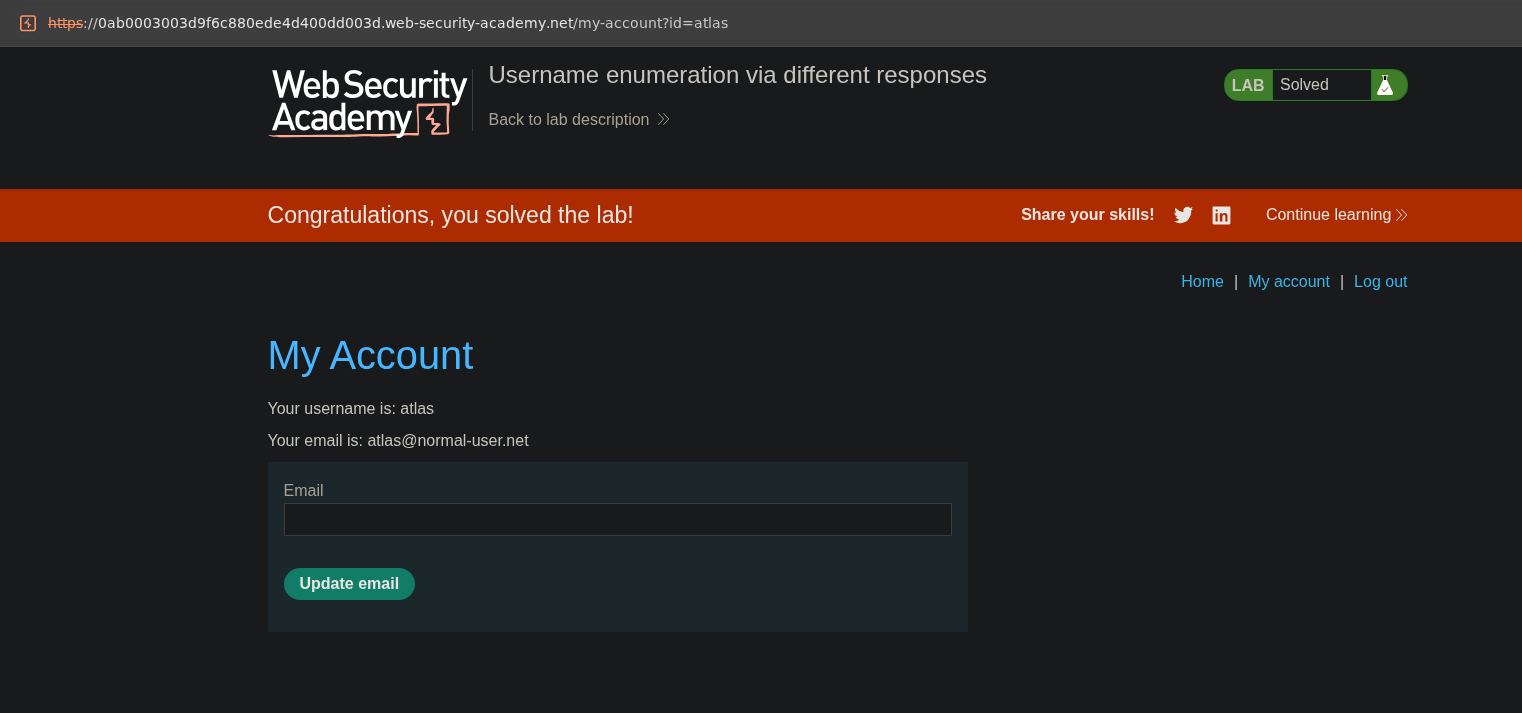 https://0ab0003003d9f6c880ede4d400dd003d.web-security-academy.net/my-account?id=atlas
Web Security
Academy
Username enumeration via different responses
Back to lab description
LAB Solved
Congratulations, you solved the lab!
Share your skills!
Continue learning
Home | My account | Log out
My Account
Your username is: atlas
Your email is: atlas@normal-user.net
Email
Update email